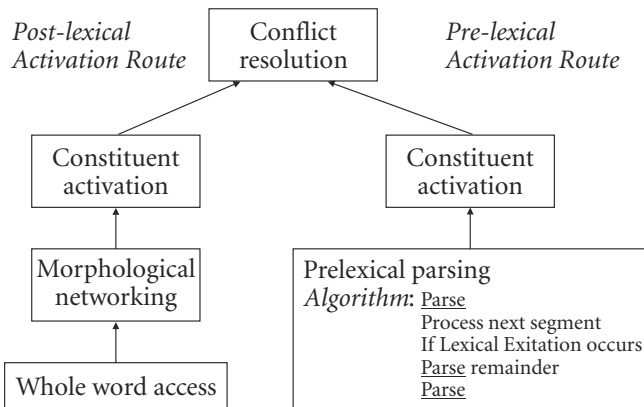 Post-lexical
Activation Route
Conflict
resolution
Pre-lexical
Activation Route
Constituent
activation
Constituent
activation
Morphological
networking
Whole word access
Prelexical parsing
Algorithm: Parse
Process next segment
If Lexical Exitation occurs
Parse remainder
Parse